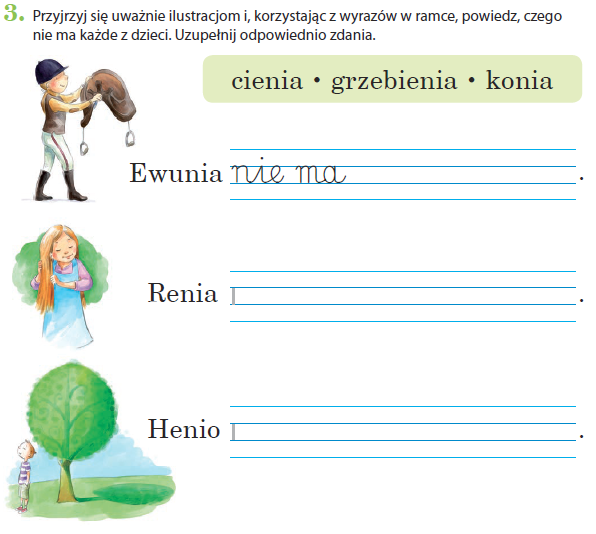 3. Przyjrzyj się uważnie ilustracjom i, korzystając z wyrazów w ramce, powiedz, czego
nie ma każde z dzieci. Uzupełnij odpowiednio zdania.
cienia • grzebienia • konia
Ewunia nie ma .
Renia .
Henio .